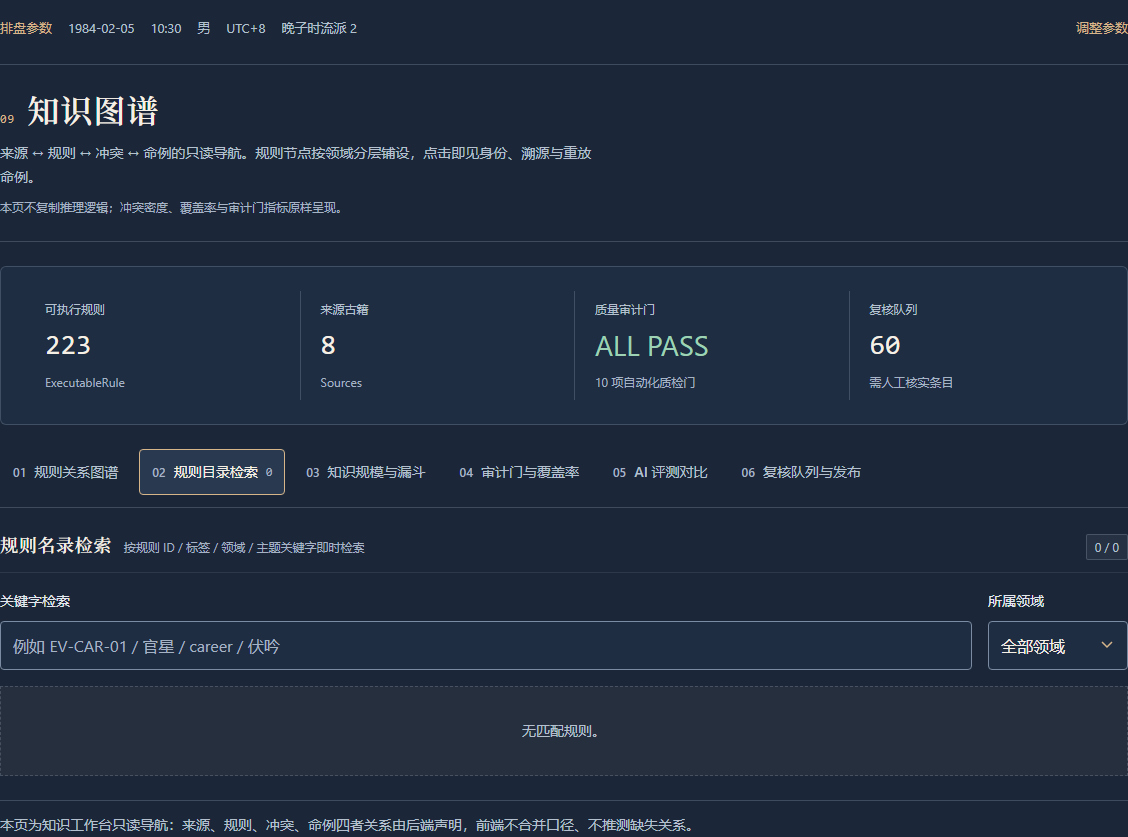 排盘参数 1984-02-05 10:30 男 UTC+8 晚子时流派 2 调整参数
09 知识图谱
来源 ↔ 规则 ↔ 冲突 ↔ 命例的只读导航。规则节点按领域分层铺设，点击即见身份、溯源与重放
命例。
本页不复制推理逻辑；冲突密度、覆盖率与审计门指标原样呈现。
可执行规则 来源古籍 质量审计门 复核队列
223 8 ALL PASS 60
ExecutableRule Sources 10 项自动化质检门 需人工核实条目
01 规则关系图谱 02 规则目录检索 0 03 知识规模与漏斗 04 审计门与覆盖率 05 AI 评测对比 06 复核队列与发布
规则名录检索 按规则 ID / 标签 / 领域 / 主题关键字即时检索 0 / 0
关键字检索 所属领域
例如 EV-CAR-01 / 官星 / career / 伏吟 全部领域
无匹配规则。
本页为知识工作台只读导航：来源、规则、冲突、命例四者关系由后端声明，前端不合并口径、不推测缺失关系。